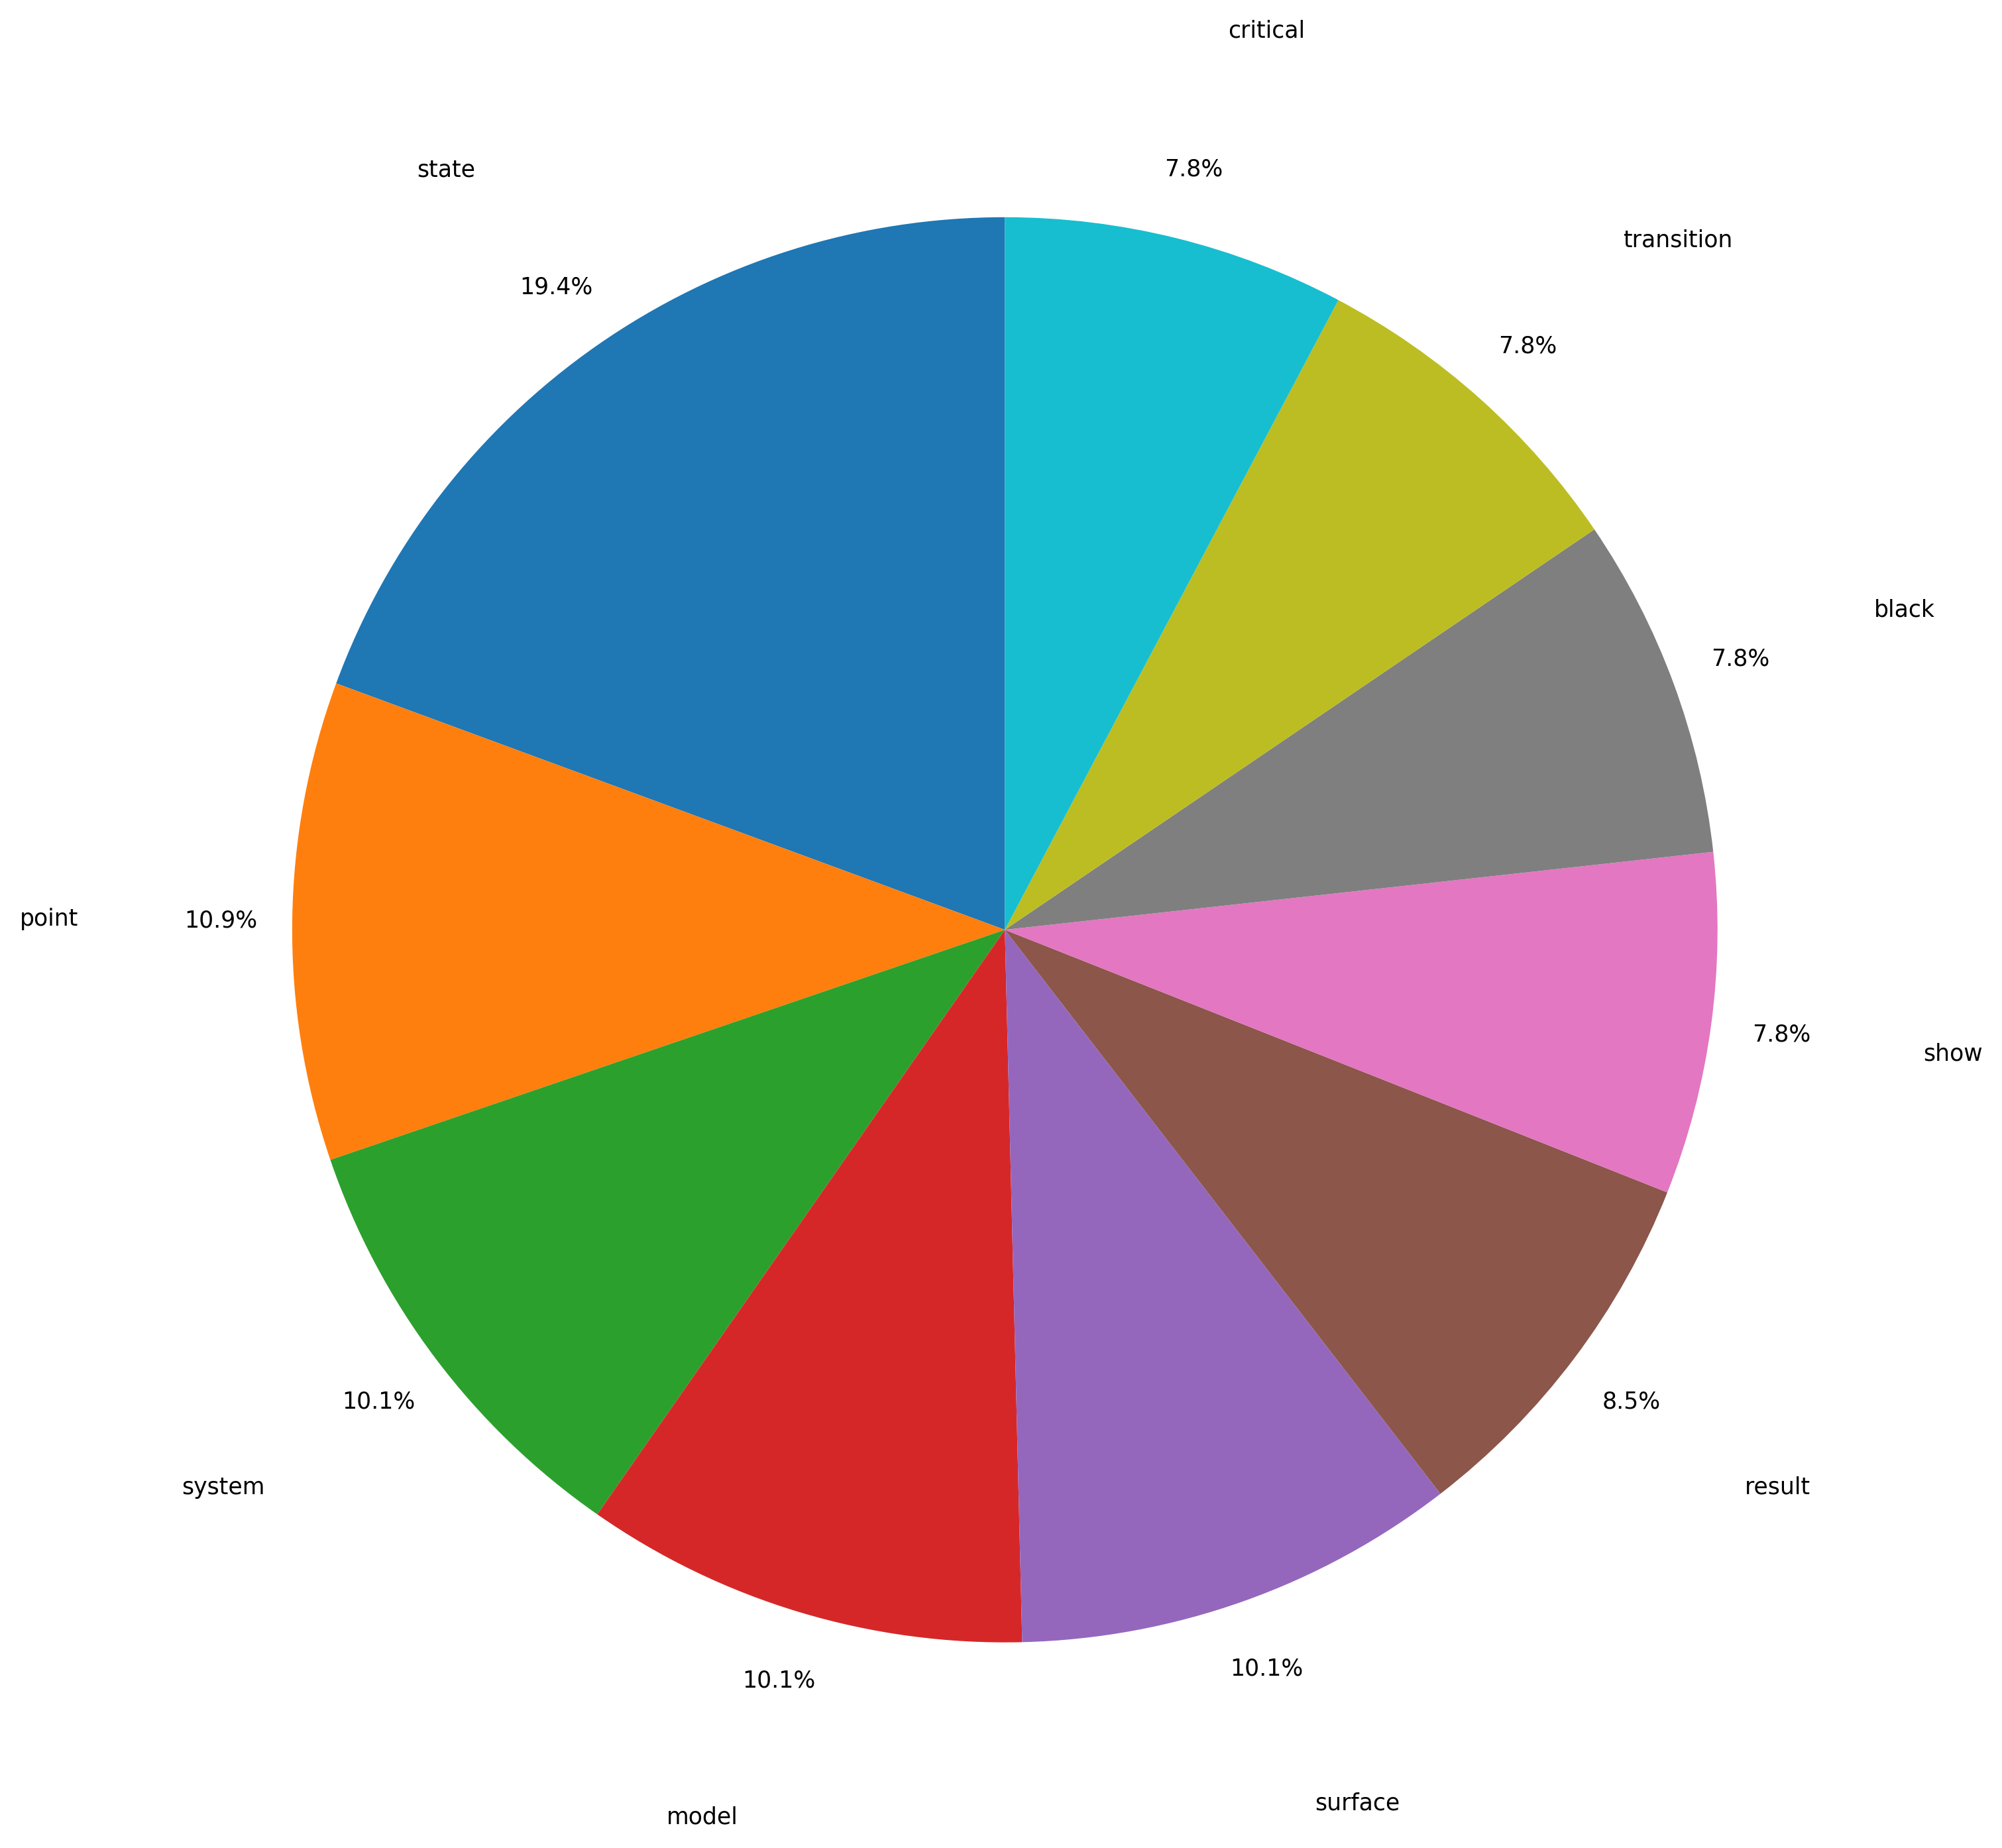 critical
state
7.8%
transition
19.4%
7.8%
black
7.8%
point
10.9%
7.8%
show
10.1%
8.5%
system
result
10.1%
10.1%
model
surface